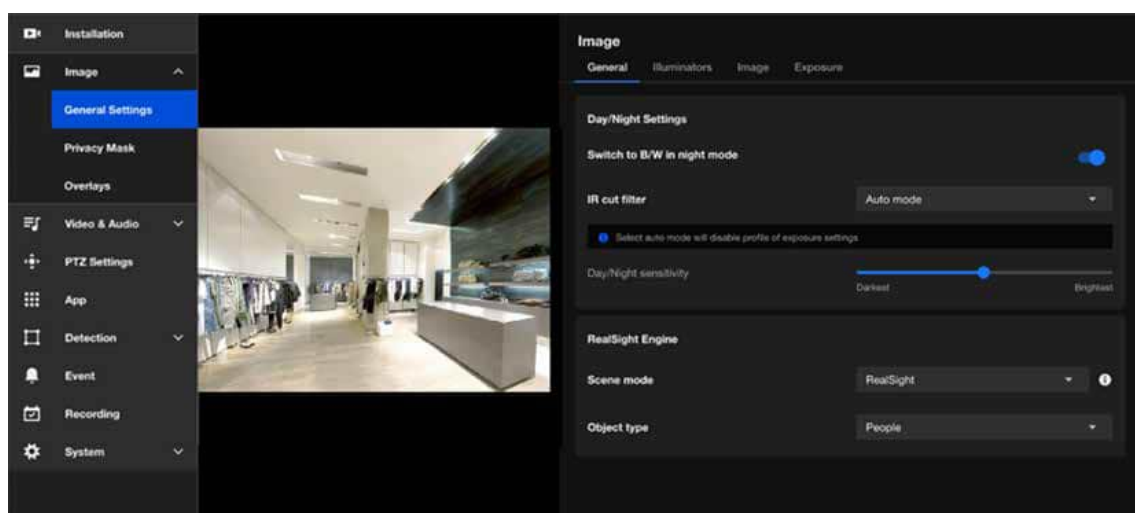 Installation
Image
General Settings
Privacy Mask
Overlays
Video & Audio
PTZ Settings
App
Detection
Event
Recording
System
Image
General Illuminators Image Exposure
Day/Night Settings
Switch to B/W in night mode
IR cut filter Auto mode
Select auto mode will disable profile of exposure settings
Day/Night sensitivity
Darkest Brightest
RealSight Engine
Scene mode RealSight
Object type People